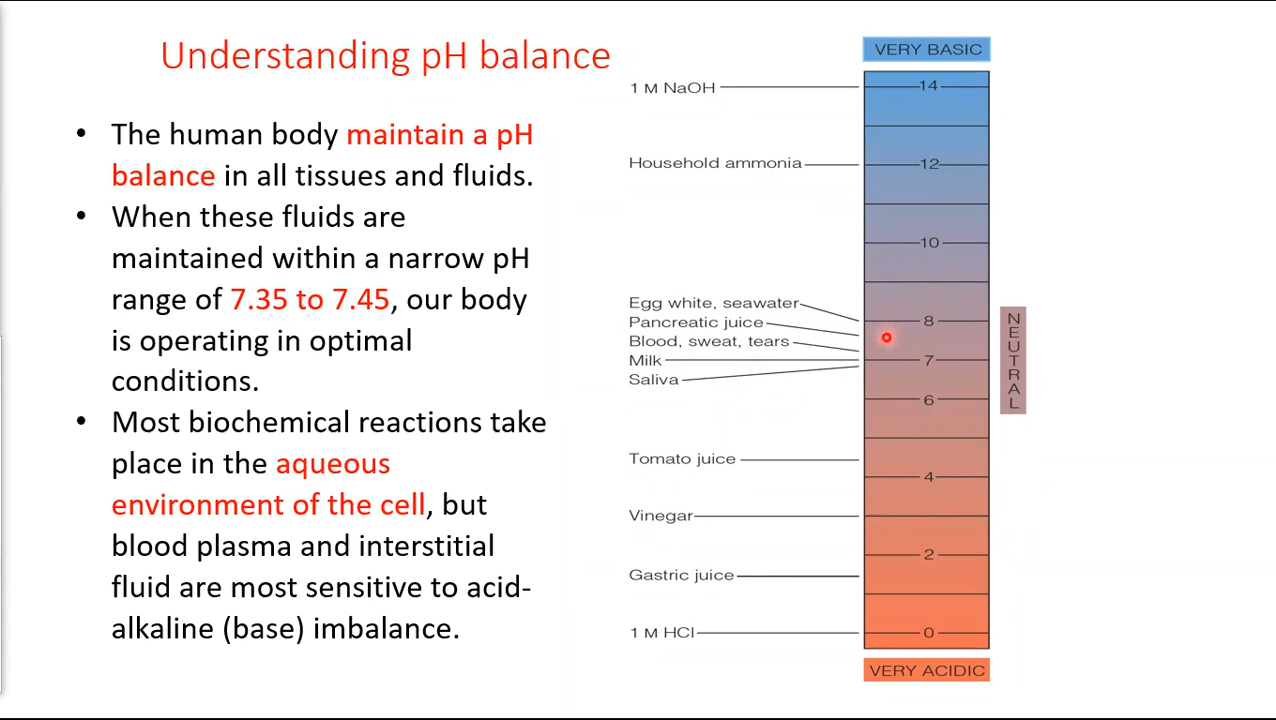 Understanding pH balance
• The human body maintain a pH
balance in all tissues and fluids.
• When these fluids are
maintained within a narrow pH
range of 7.35 to 7.45, our body
is operating in optimal
conditions.
• Most biochemical reactions take
place in the aqueous
environment of the cell, but
blood plasma and interstitial
fluid are most sensitive to acid-
alkaline (base) imbalance.
VERY BASIC
1 M NaOH
14
Household ammonia
12
10
Egg white, seawater
8
Pancreatic juice
Blood, sweat, tears
Milk
7
Saliva
6
Tomato juice
4
Vinegar
2
Gastric juice
1 M HCl
0
VERY ACIDIC
NEUTRAL